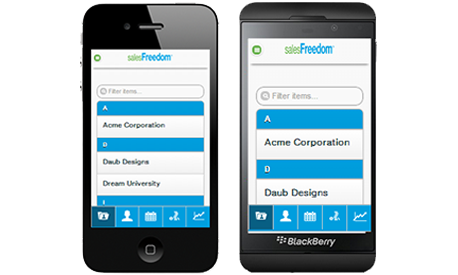 salesFreedom
Filter items...
A
Acme Corporation
D
Daub Designs
Dream University
salesFreedom
Filter items...
A
Acme Corporation
D
Daub Designs
BlackBerry